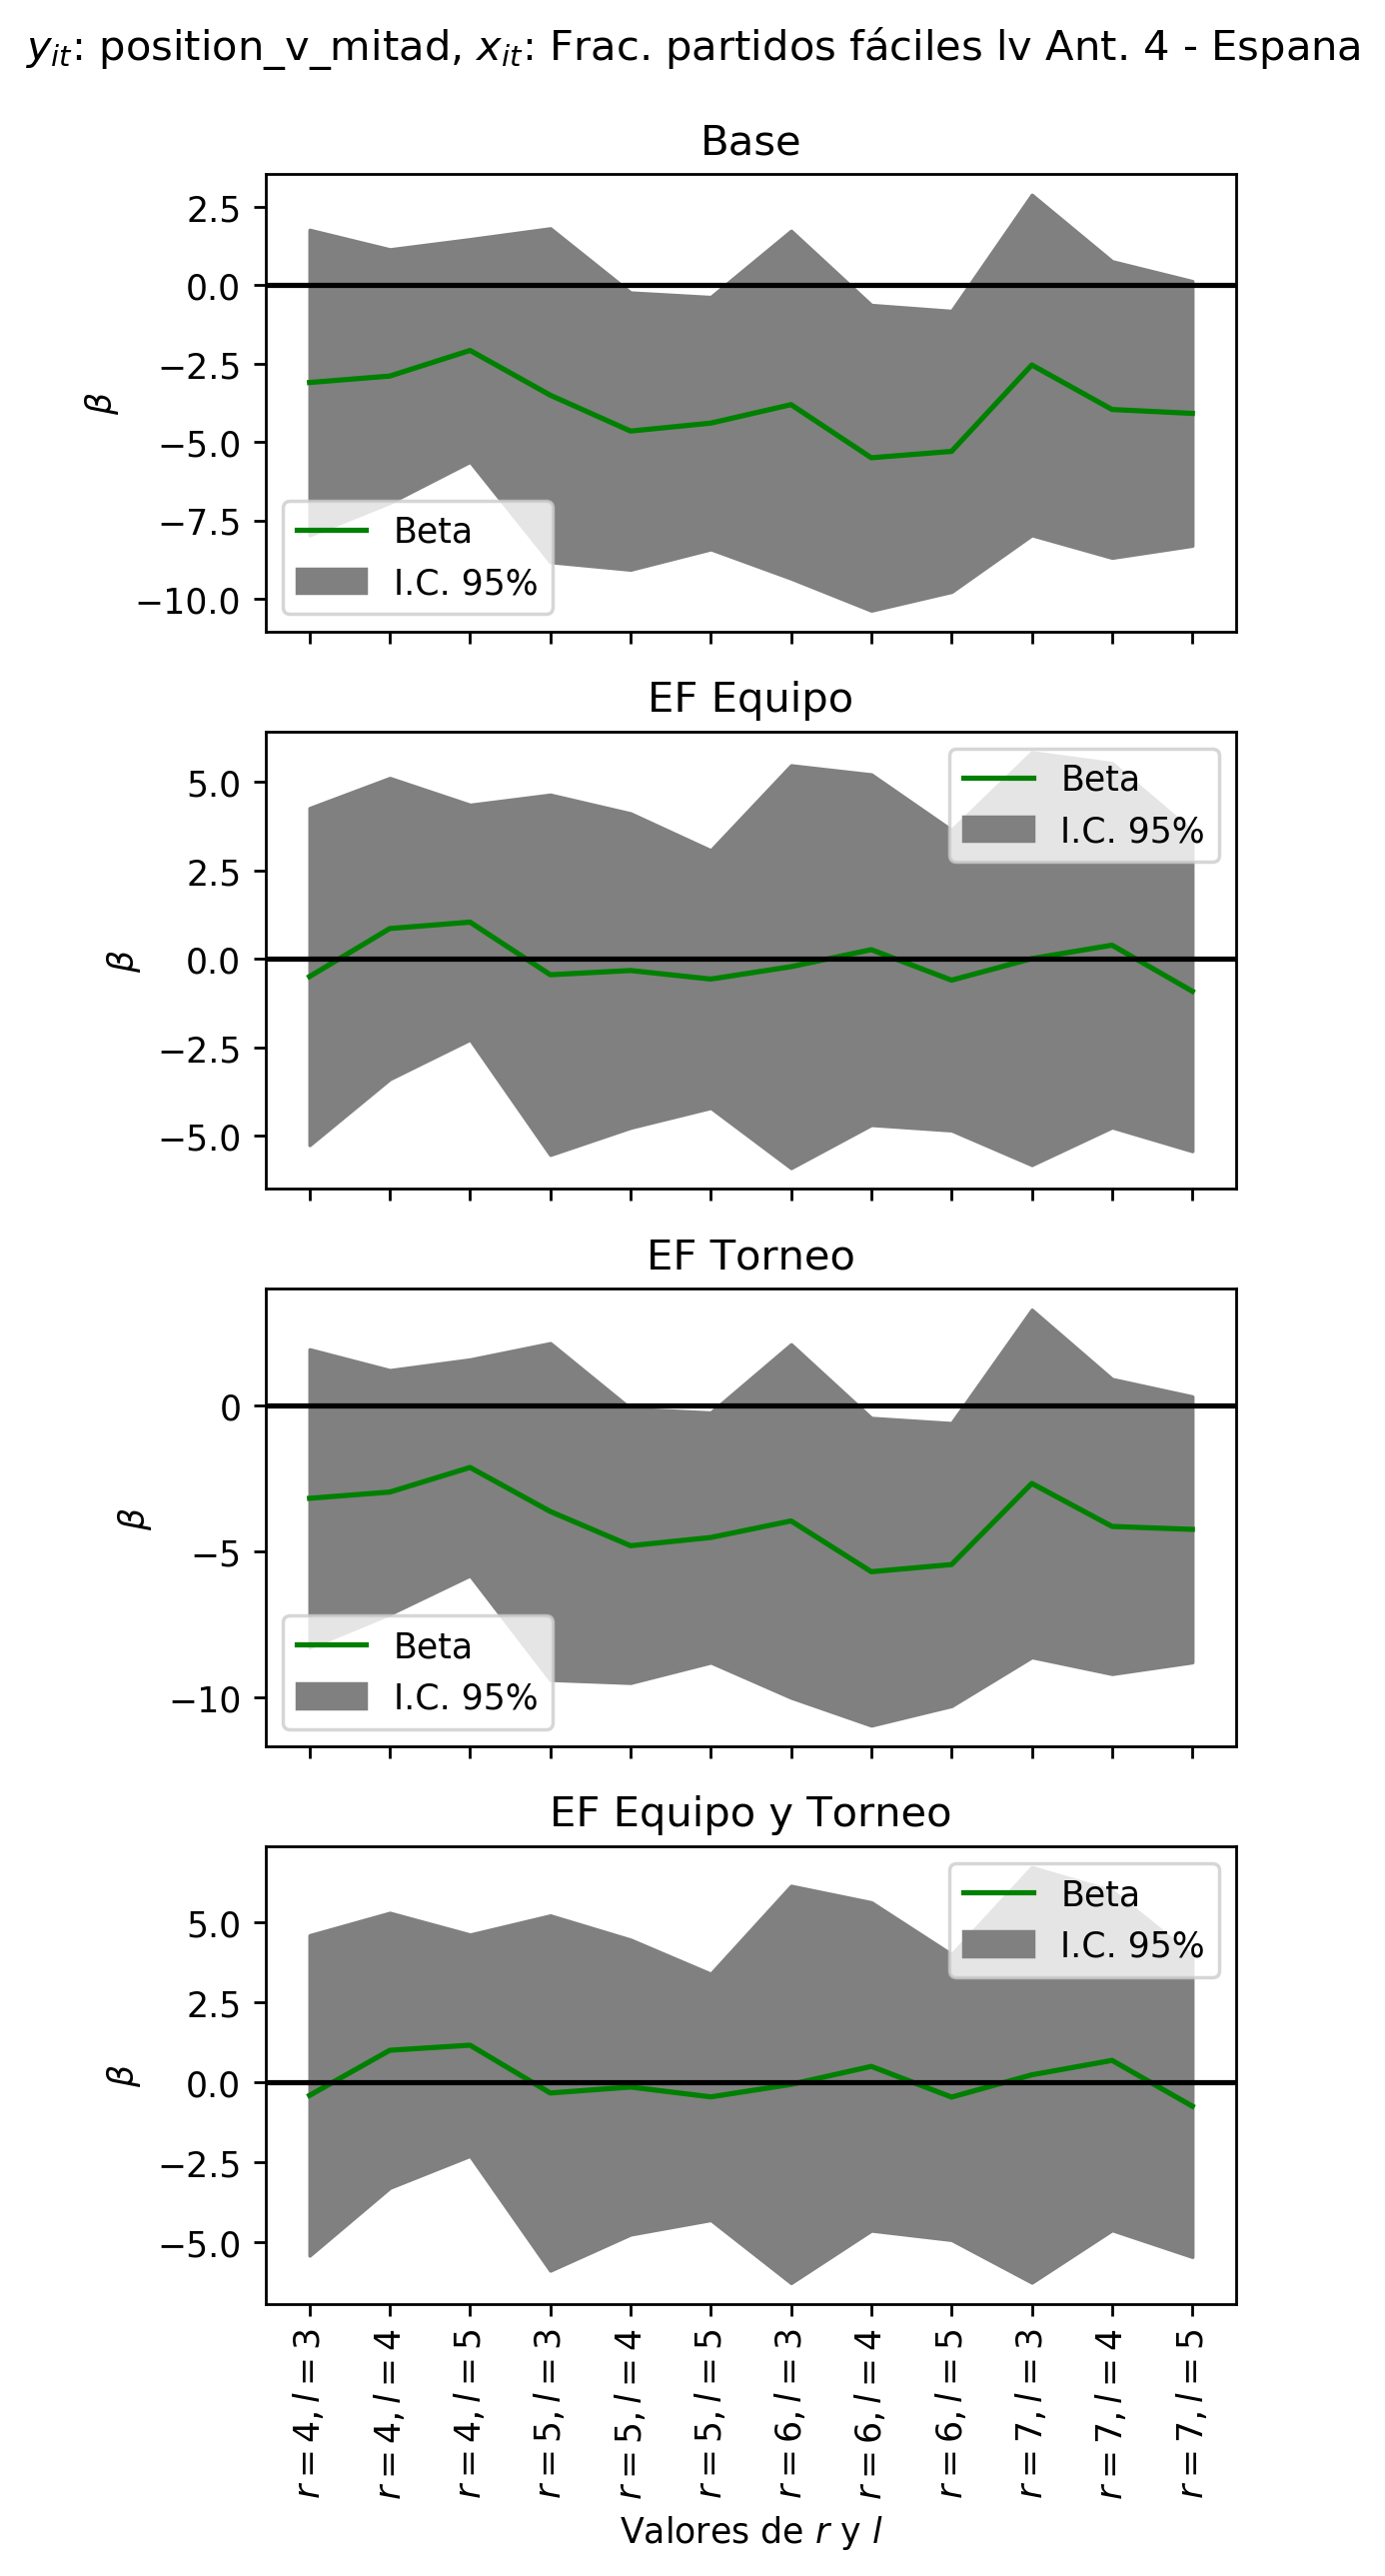 y_it: position_v_mitad, x_it: Frac. partidos fáciles lv Ant. 4 - Espana
Base
2.5
0.0
−2.5
−5.0
−7.5
−10.0
β
Beta
I.C. 95%
EF Equipo
5.0
2.5
0.0
−2.5
−5.0
β
Beta
I.C. 95%
EF Torneo
0
−5
−10
β
Beta
I.C. 95%
EF Equipo y Torneo
5.0
2.5
0.0
−2.5
−5.0
β
Beta
I.C. 95%
r = 4, l = 3
r = 4, l = 4
r = 4, l = 5
r = 5, l = 3
r = 5, l = 4
r = 5, l = 5
r = 6, l = 3
r = 6, l = 4
r = 6, l = 5
r = 7, l = 3
r = 7, l = 4
r = 7, l = 5
Valores de r y l